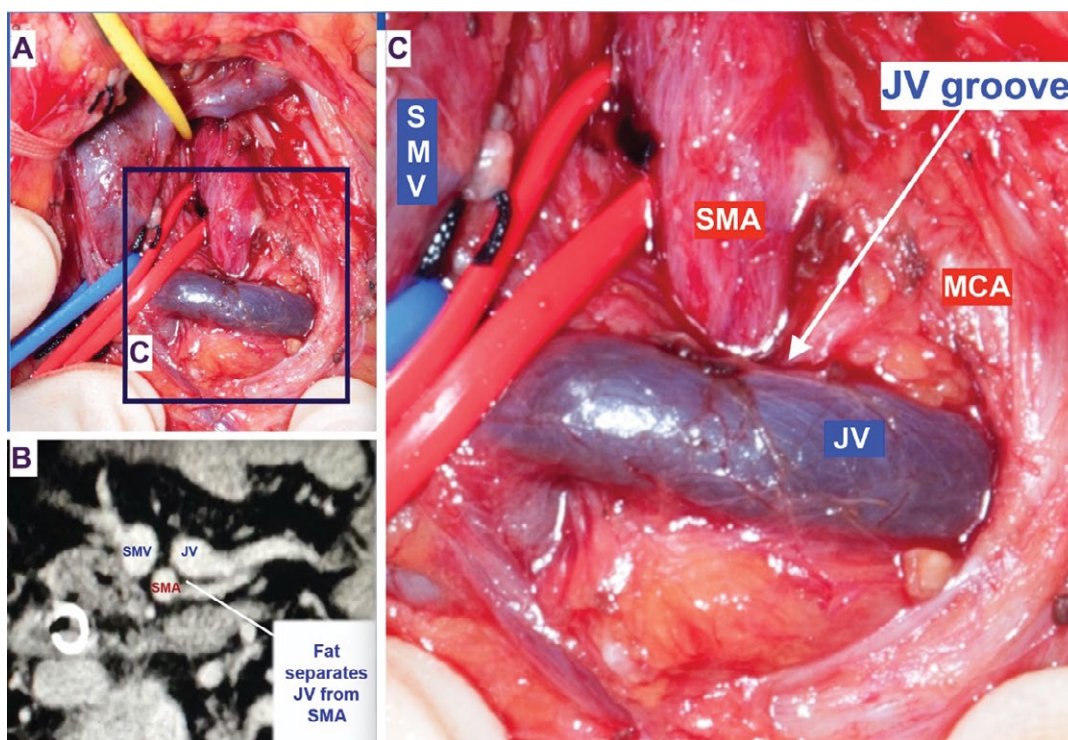 A
C
B
SMV
JV
SMA
Fat
separates
JV from
SMA
C
JV groove
S
M
V
SMA
MCA
JV